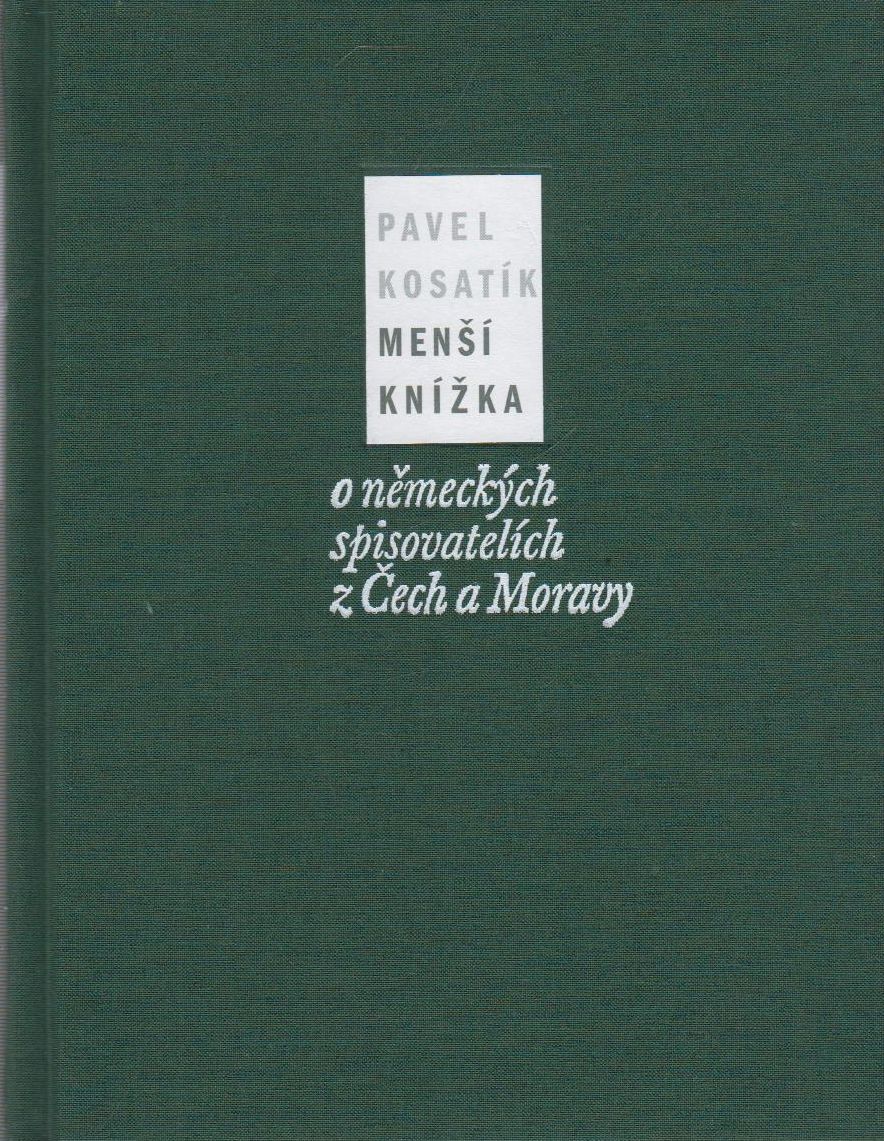 PAVEL
KOSATÍK
MENŠÍ
KNÍŽKA
o německých
spisovatelích
z Čech a Moravy